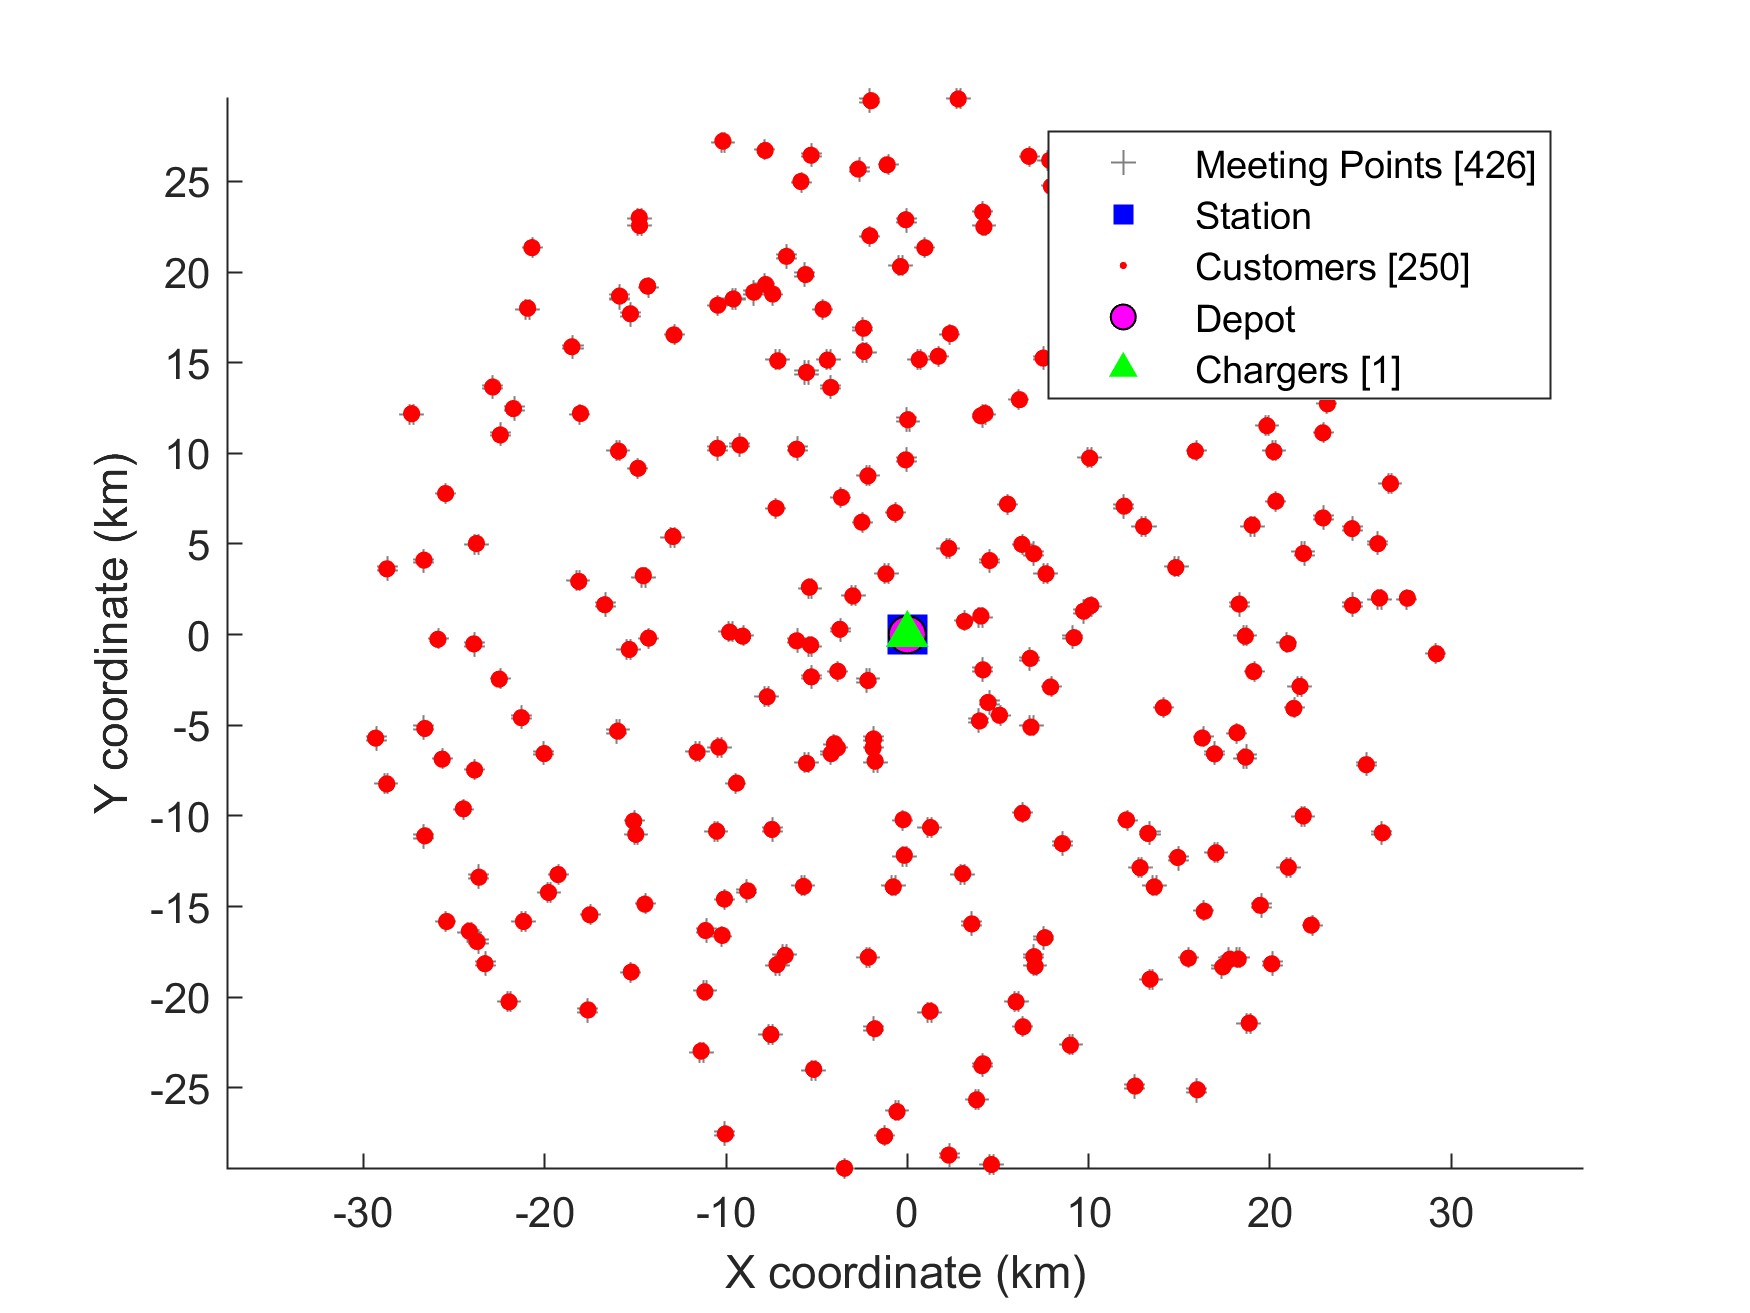 Meeting Points [426]
Station
Customers [250]
Depot
Chargers [1]
25
20
15
10
5
0
-5
-10
-15
-20
-25
Y coordinate (km)
-30 -20 -10 0 10 20 30
X coordinate (km)